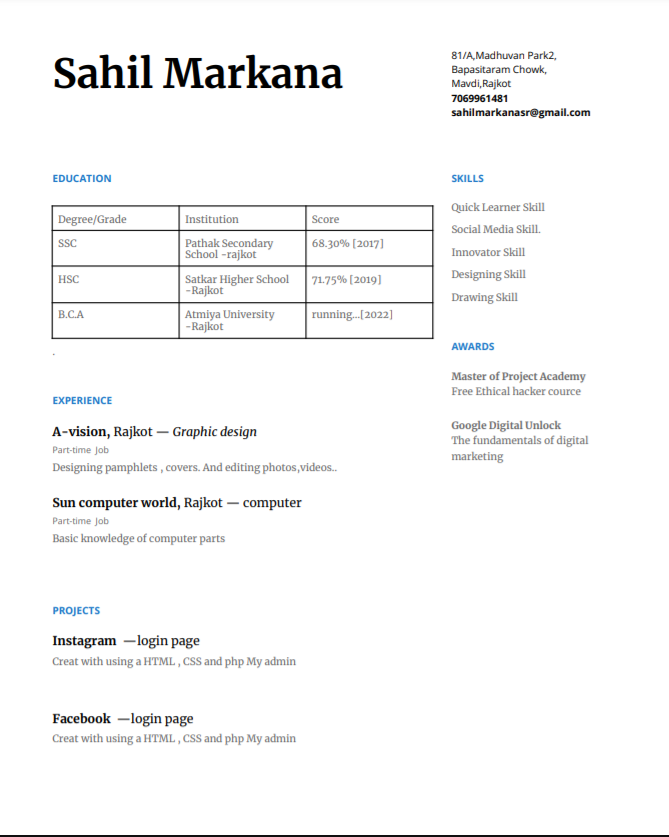 Sahil Markana
81/A,Madhuvan Park2,
Bapasitaram Chowk,
Mavdi,Rajkot
7069961481
sahilmarkanasr@gmail.com
EDUCATION
Degree/Grade Institution Score
SSC Pathak Secondary 68.30% [2017]
School -rajkot
HSC Satkar Higher School 71.75% [2019]
-Rajkot
B.C.A Atmiya University running...[2022]
-Rajkot
.
EXPERIENCE
A-vision, Rajkot — Graphic design
Part-time Job
Designing pamphlets , covers. And editing photos,videos..
Sun computer world, Rajkot — computer
Part-time Job
Basic knowledge of computer parts
PROJECTS
Instagram —login page
Creat with using a HTML , CSS and php My admin
Facebook —login page
Creat with using a HTML , CSS and php My admin
SKILLS
Quick Learner Skill
Social Media Skill.
Innovator Skill
Designing Skill
Drawing Skill
AWARDS
Master of Project Academy
Free Ethical hacker cource
Google Digital Unlock
The fundamentals of digital
marketing